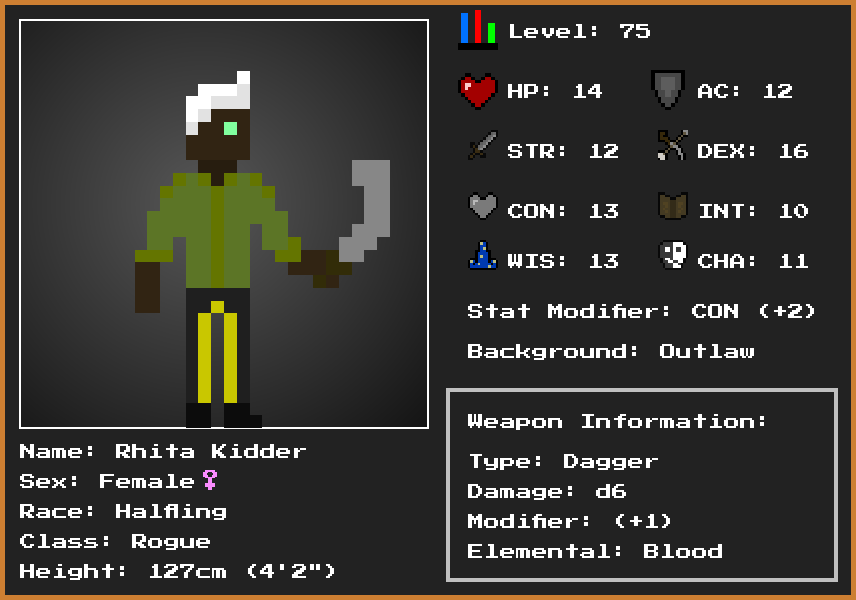 Level: 75
HP: 14
AC: 12
STR: 12
DEX: 16
CON: 13
INT: 10
WIS: 13
CHA: 11
Stat Modifier: CON (+2)
Background: Outlaw
Weapon Information:
Type: Dagger
Damage: d6
Modifier: (+1)
Elemental: Blood
Name: Rhita Kidder
Sex: Female♀
Race: Halfling
Class: Rogue
Height: 127cm (4'2")